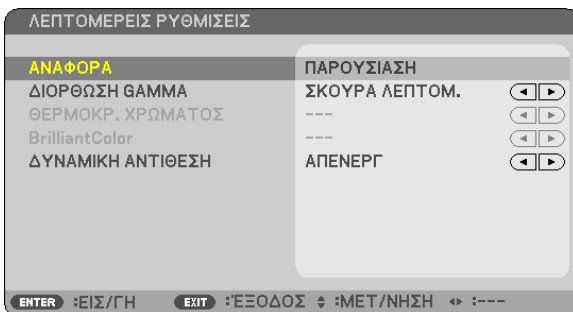 ΛΕΠΤΟΜΕΡΕΙΣ ΡΥΘΜΙΣΕΙΣ
ΑΝΑΦΟΡΑ ΠΑΡΟΥΣΙΑΣΗ
ΔΙΟΡΘΩΣΗ GAMMA ΣΚΟΥΡΑ ΛΕΠΤΟΜ.
ΘΕΡΜΟΚΡ. ΧΡΩΜΑΤΟΣ ---
BrilliantColor ---
ΔΥΝΑΜΙΚΗ ΑΝΤΙΘΕΣΗ ΑΠΕΝΕΡΓ
ENTER :ΕΙΣ/ΓΗ EXIT :ΈΞΟΔΟΣ :ΜΕΤ/ΝΗΣΗ :---